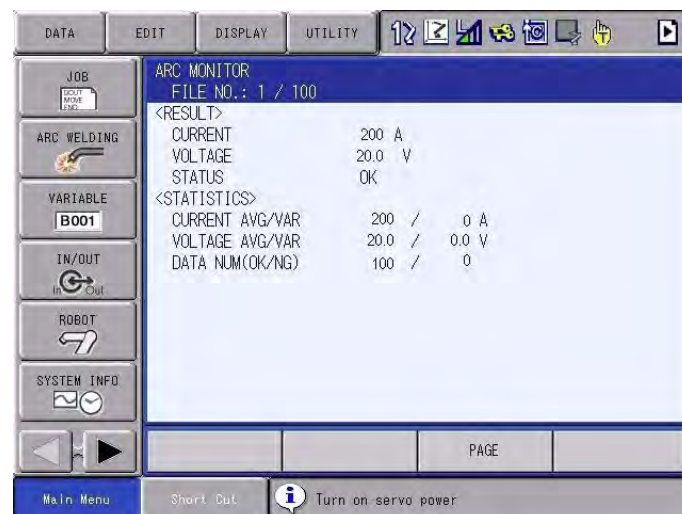 DATA EDIT DISPLAY UTILITY
JOB
DOUT
MOVE
END
ARC WELDING
VARIABLE
B001
IN/OUT
In Out
ROBOT
SYSTEM INFO
ARC MONITOR
FILE NO.: 1 / 100
<RESULT>
CURRENT 200 A
VOLTAGE 20.0 V
STATUS OK
<STATISTICS>
CURRENT AVG/VAR 200 / 0 A
VOLTAGE AVG/VAR 20.0 / 0.0 V
DATA NUM(OK/NG) 100 / 0
PAGE
Main Menu Short Cut Turn on servo power